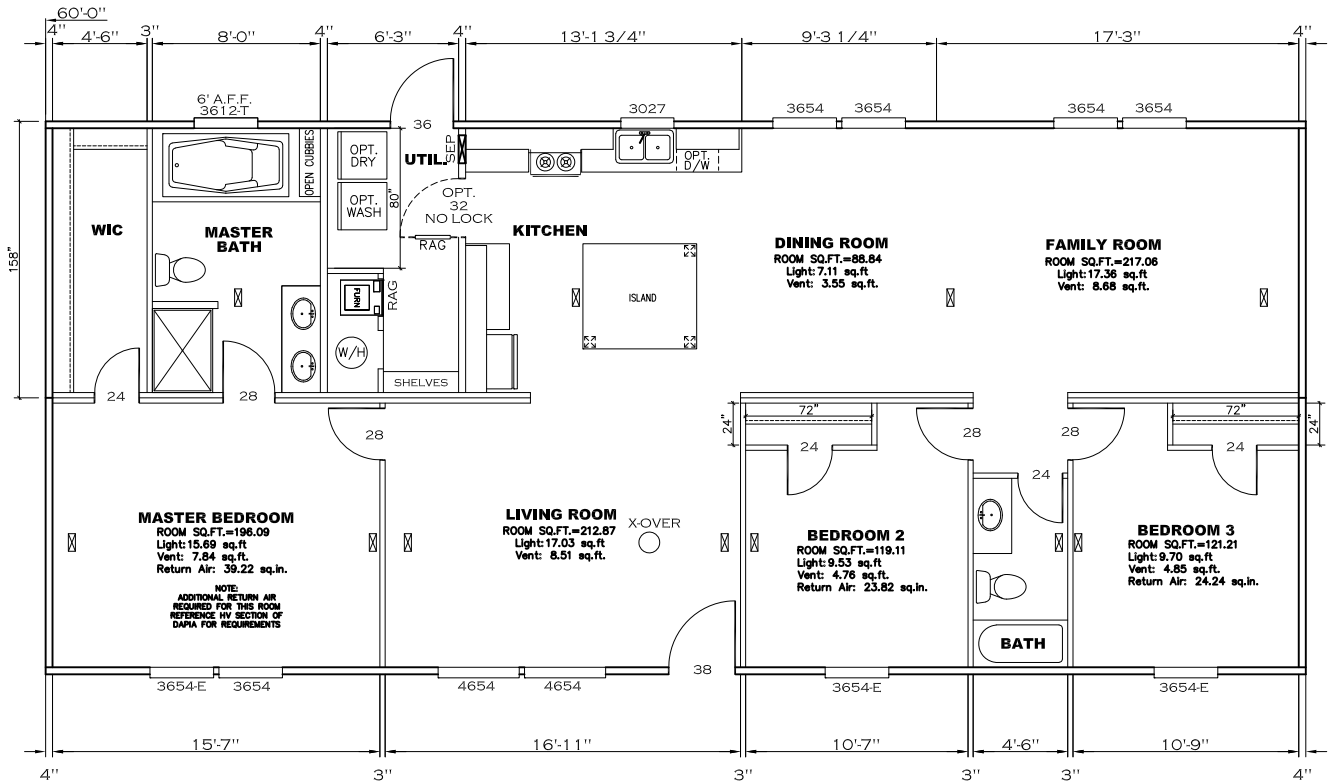 60'-0"
4" 3" 4" 4" 4"
4'-6" 8'-0" 6'-3" 13'-1 3/4" 9'-3 1/4" 17'-3"
6' A.F.F.
3612-T
36
3027
3654 3654
3654 3654
158"
WIC
MASTER
BATH
OPEN CUBBIES
OPT.
DRY
OPT.
WASH
80"
UTIL.
SEP
OPT.
32
NO LOCK
RAG
RAG
FURN
W/H
SHELVES
OPT.
D/W
KITCHEN
ISLAND
DINING ROOM
ROOM SQ.FT.=88.84
Light: 7.11 sq.ft
Vent: 3.55 sq.ft.
FAMILY ROOM
ROOM SQ.FT.=217.06
Light: 17.36 sq.ft
Vent: 8.68 sq.ft.
24
28
28
24"
72"
24
28
28
24
72"
24
24"
MASTER BEDROOM
ROOM SQ.FT.=196.09
Light: 15.69 sq.ft
Vent: 7.84 sq.ft.
Return Air: 39.22 sq.in.
NOTE:
ADDITIONAL RETURN AIR
REQUIRED FOR THIS ROOM
REFERENCE HV SECTION OF
DAPIA FOR REQUIREMENTS
LIVING ROOM
ROOM SQ.FT.=212.87
Light: 17.03 sq.ft
Vent: 8.51 sq.ft.
X-OVER
BEDROOM 2
ROOM SQ.FT.=119.11
Light: 9.53 sq.ft
Vent: 4.76 sq.ft.
Return Air: 23.82 sq.in.
BEDROOM 3
ROOM SQ.FT.=121.21
Light: 9.70 sq.ft
Vent: 4.85 sq.ft.
Return Air: 24.24 sq.in.
BATH
3654-E 3654
4654 4654
38
3654-E
3654-E
15'-7" 16'-11" 10'-7" 4'-6" 10'-9"
4" 3" 3" 3" 3" 4"